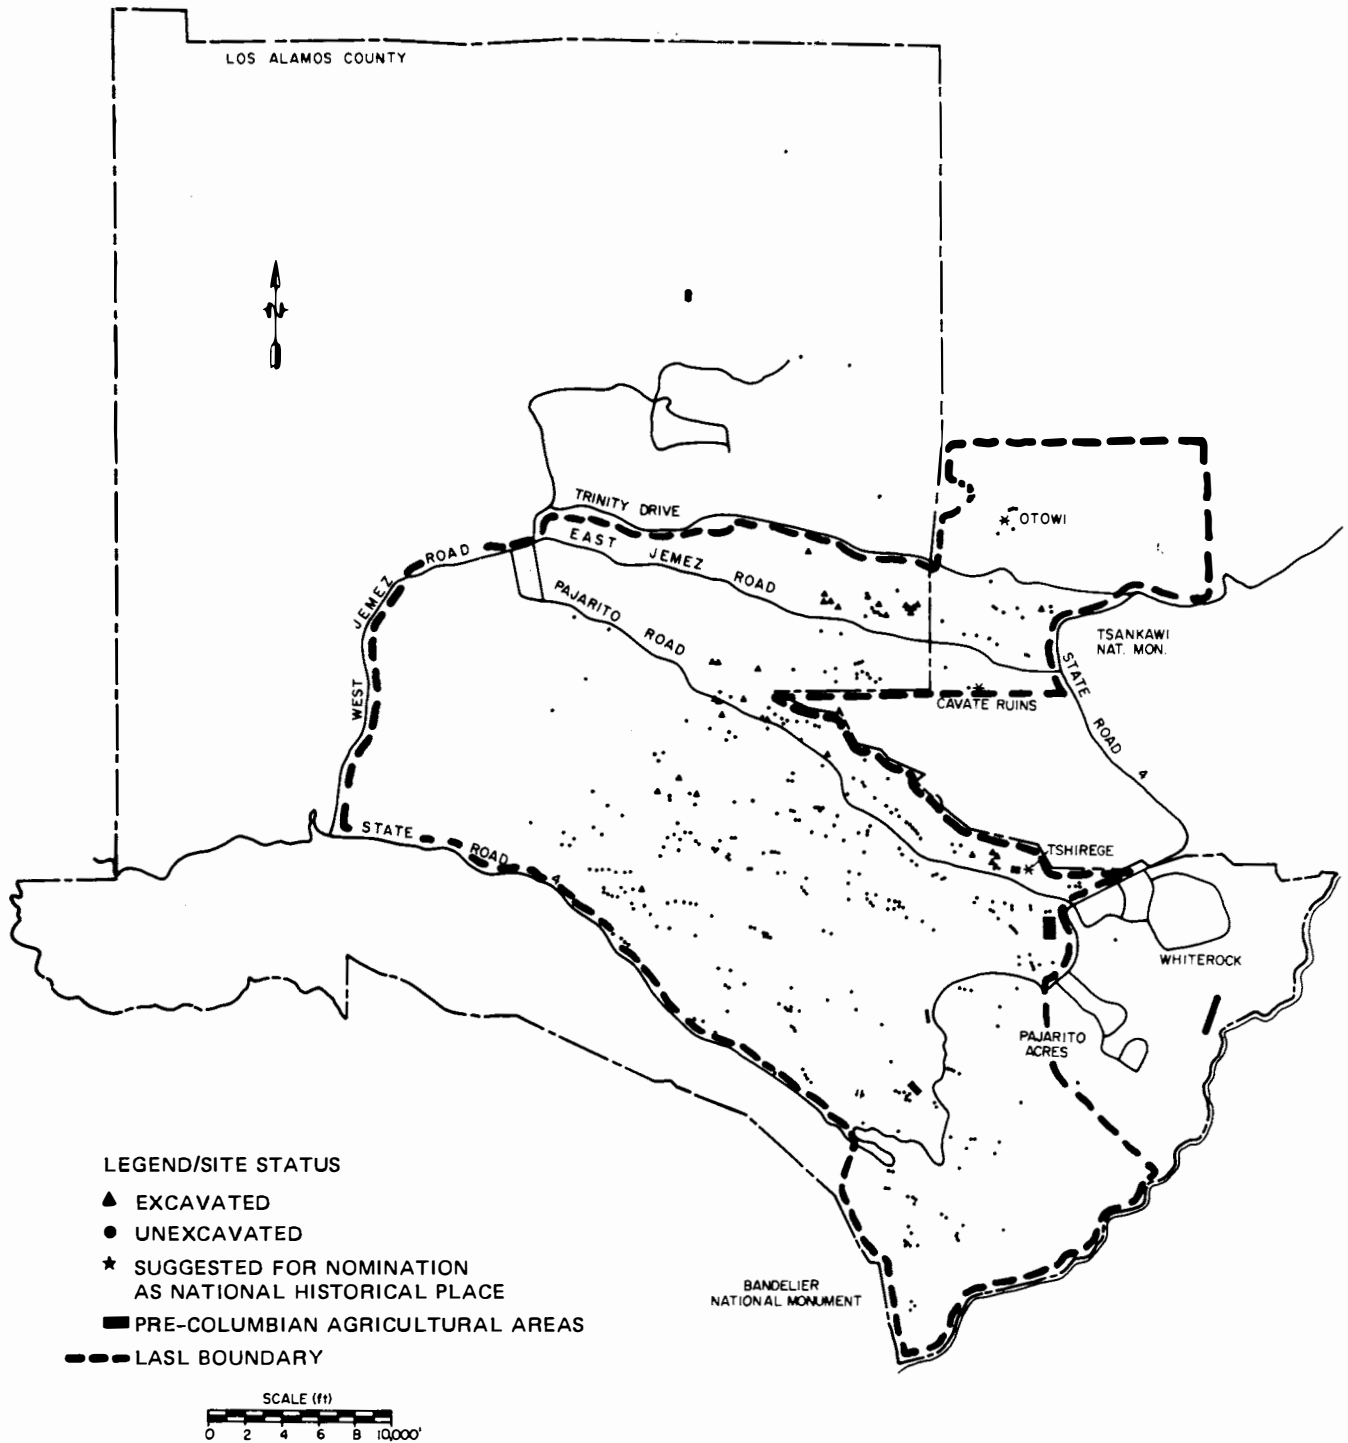 LOS ALAMOS COUNTY
N
TRINITY DRIVE
OTOWI
EAST JEMEZ ROAD
WEST JEMEZ ROAD
PAJARITO ROAD
TSANKAWI
NAT. MON.
STATE ROAD 4
CAVATE RUINS
STATE ROAD 4
TSHIREGE
WHITEROCK
PAJARITO
ACRES
BANDELIER
NATIONAL MONUMENT
LEGEND/SITE STATUS
EXCAVATED
UNEXCAVATED
SUGGESTED FOR NOMINATION
AS NATIONAL HISTORICAL PLACE
PRE-COLUMBIAN AGRICULTURAL AREAS
LASL BOUNDARY
SCALE (ft)
0 2 4 6 8 10,000'